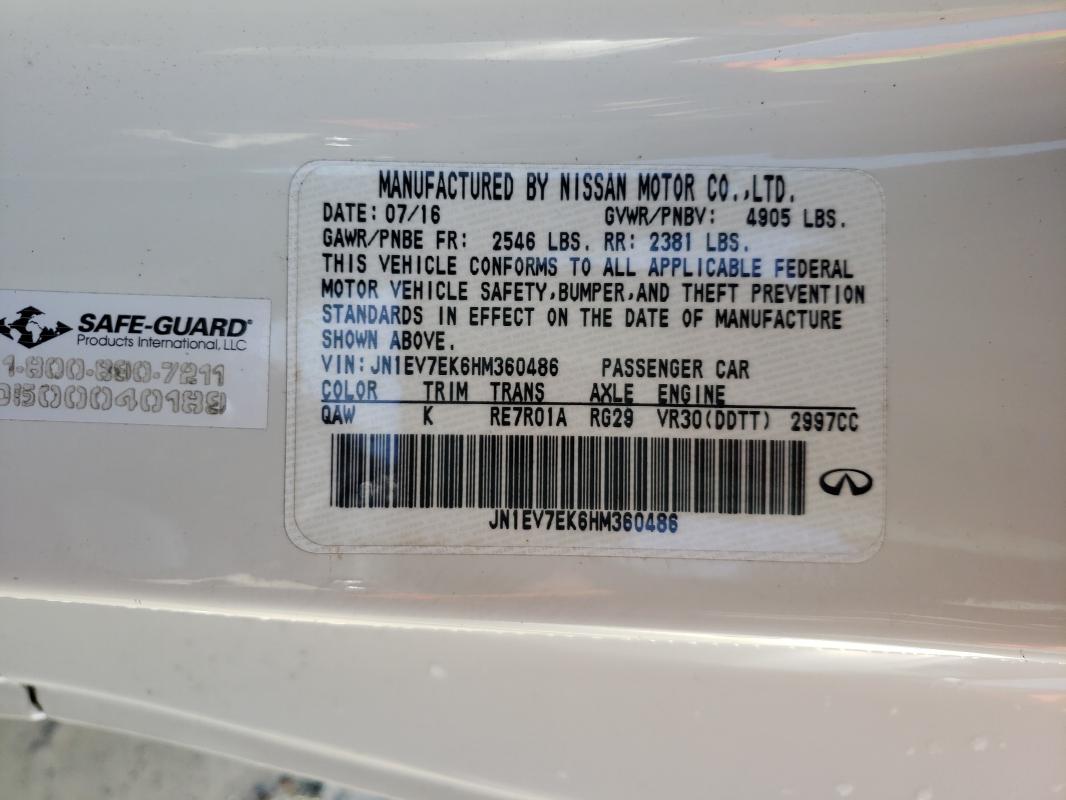 MANUFACTURED BY NISSAN MOTOR CO.,LTD.
DATE: 07/16 GVWR/PNBV: 4905 LBS.
GAWR/PNBE FR: 2546 LBS. RR: 2381 LBS.
THIS VEHICLE CONFORMS TO ALL APPLICABLE FEDERAL
MOTOR VEHICLE SAFETY,BUMPER,AND THEFT PREVENTION
STANDARDS IN EFFECT ON THE DATE OF MANUFACTURE
SHOWN ABOVE.
VIN: JN1EV7EK6HM360486 PASSENGER CAR
COLOR TRIM TRANS AXLE ENGINE
QAW K RE7R01A RG29 VR30(DDTT) 2997CC
JN1EV7EK6HM360486
SAFE-GUARD®
Products International, LLC